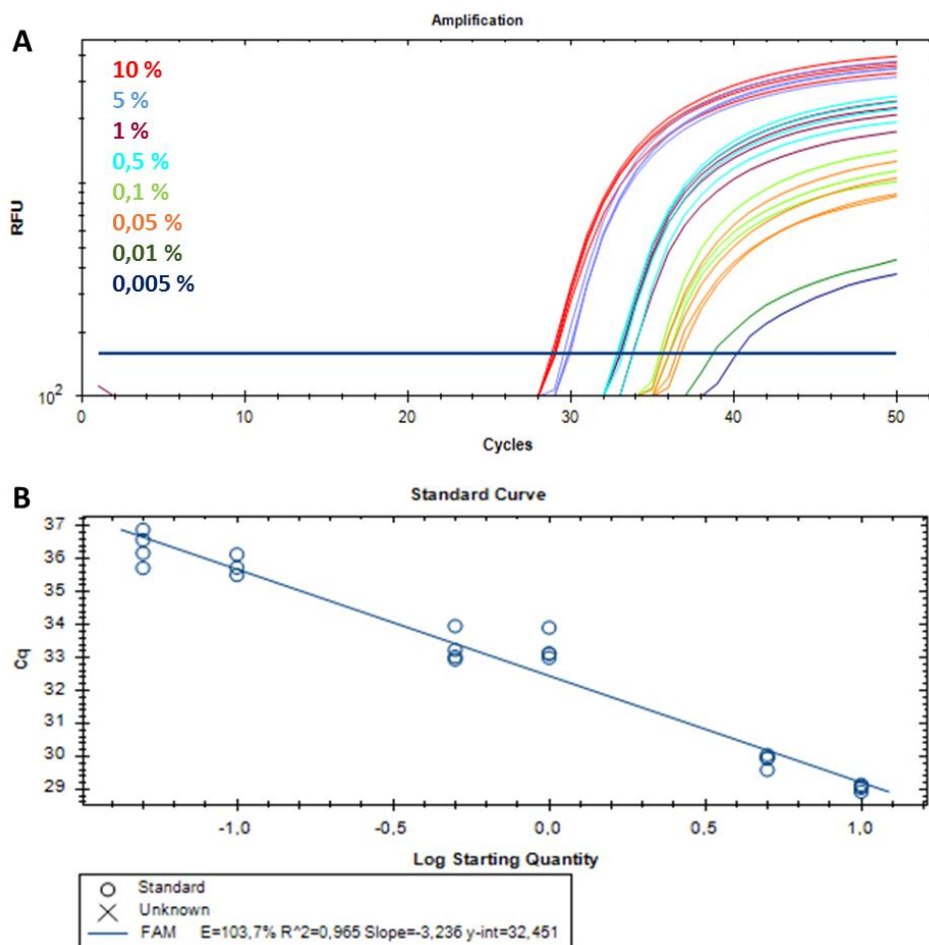 Amplification
A
10 %
5 %
1 %
0,5 %
0,1 %
0,05 %
0,01 %
0,005 %
RFU
10²
0 10 20 30 40 50
Cycles
B
Standard Curve
37
36
35
34
33
32
31
30
29
Cq
-1,0 -0,5 0,0 0,5 1,0
Log Starting Quantity
Standard
Unknown
FAM E=103,7% R^2=0,965 Slope=-3,236 y-int=32,451